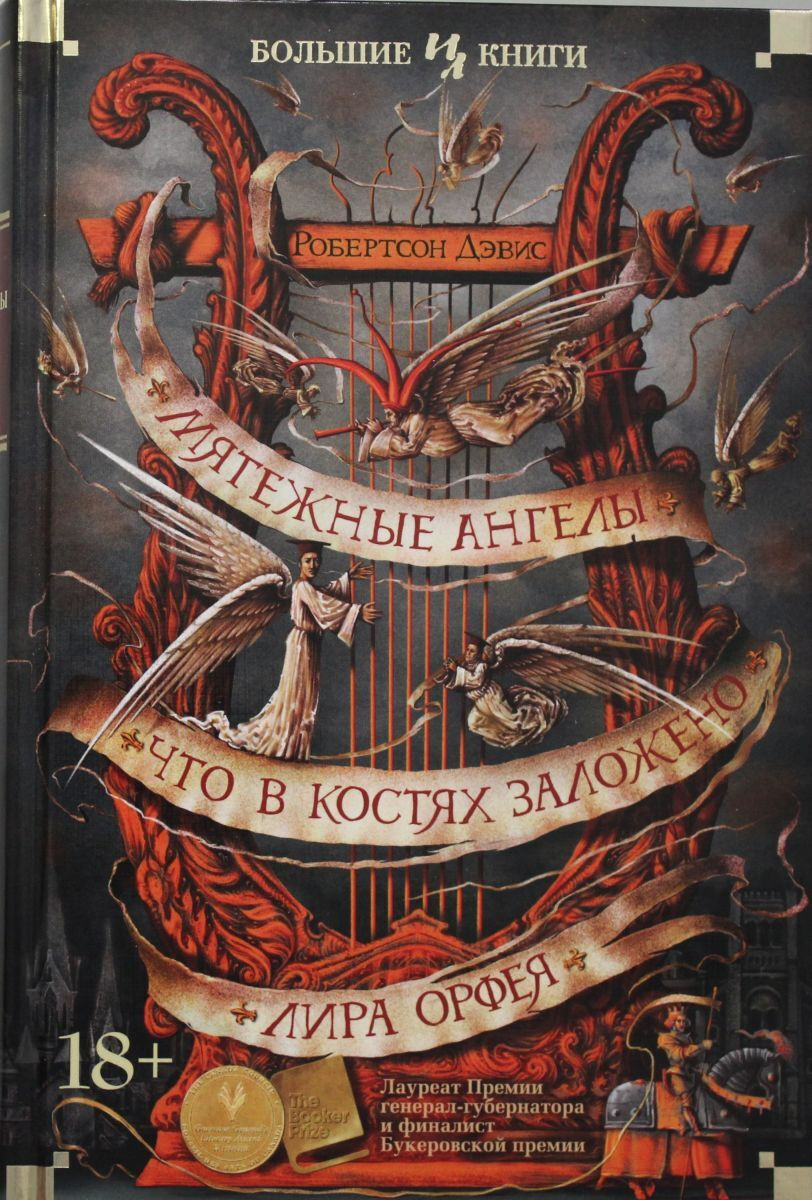 БОЛЬШИЕ ИЯ КНИГИ
РОБЕРТСОН ДЭВИС
Ы
МЯТЕЖНЫЕ АНГЕЛЫ
ЧТО В КОСТЯХ ЗАЛОЖЕНО
ЛИРА ОРФЕЯ
18+
The
Booker
Prize
Лауреат Премии
генерал-губернатора
и финалист
Букеровской премии